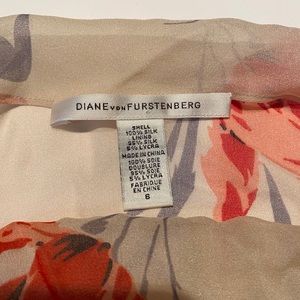 DIANE VON FURSTENBERG
SHELL
100% SILK
LINING
95% SILK
5% LYCRA
MADE IN CHINA
100% SOIE
DOUBLURE
95% SOIE
5% LYCRA
FABRIQUE
EN CHINE
6